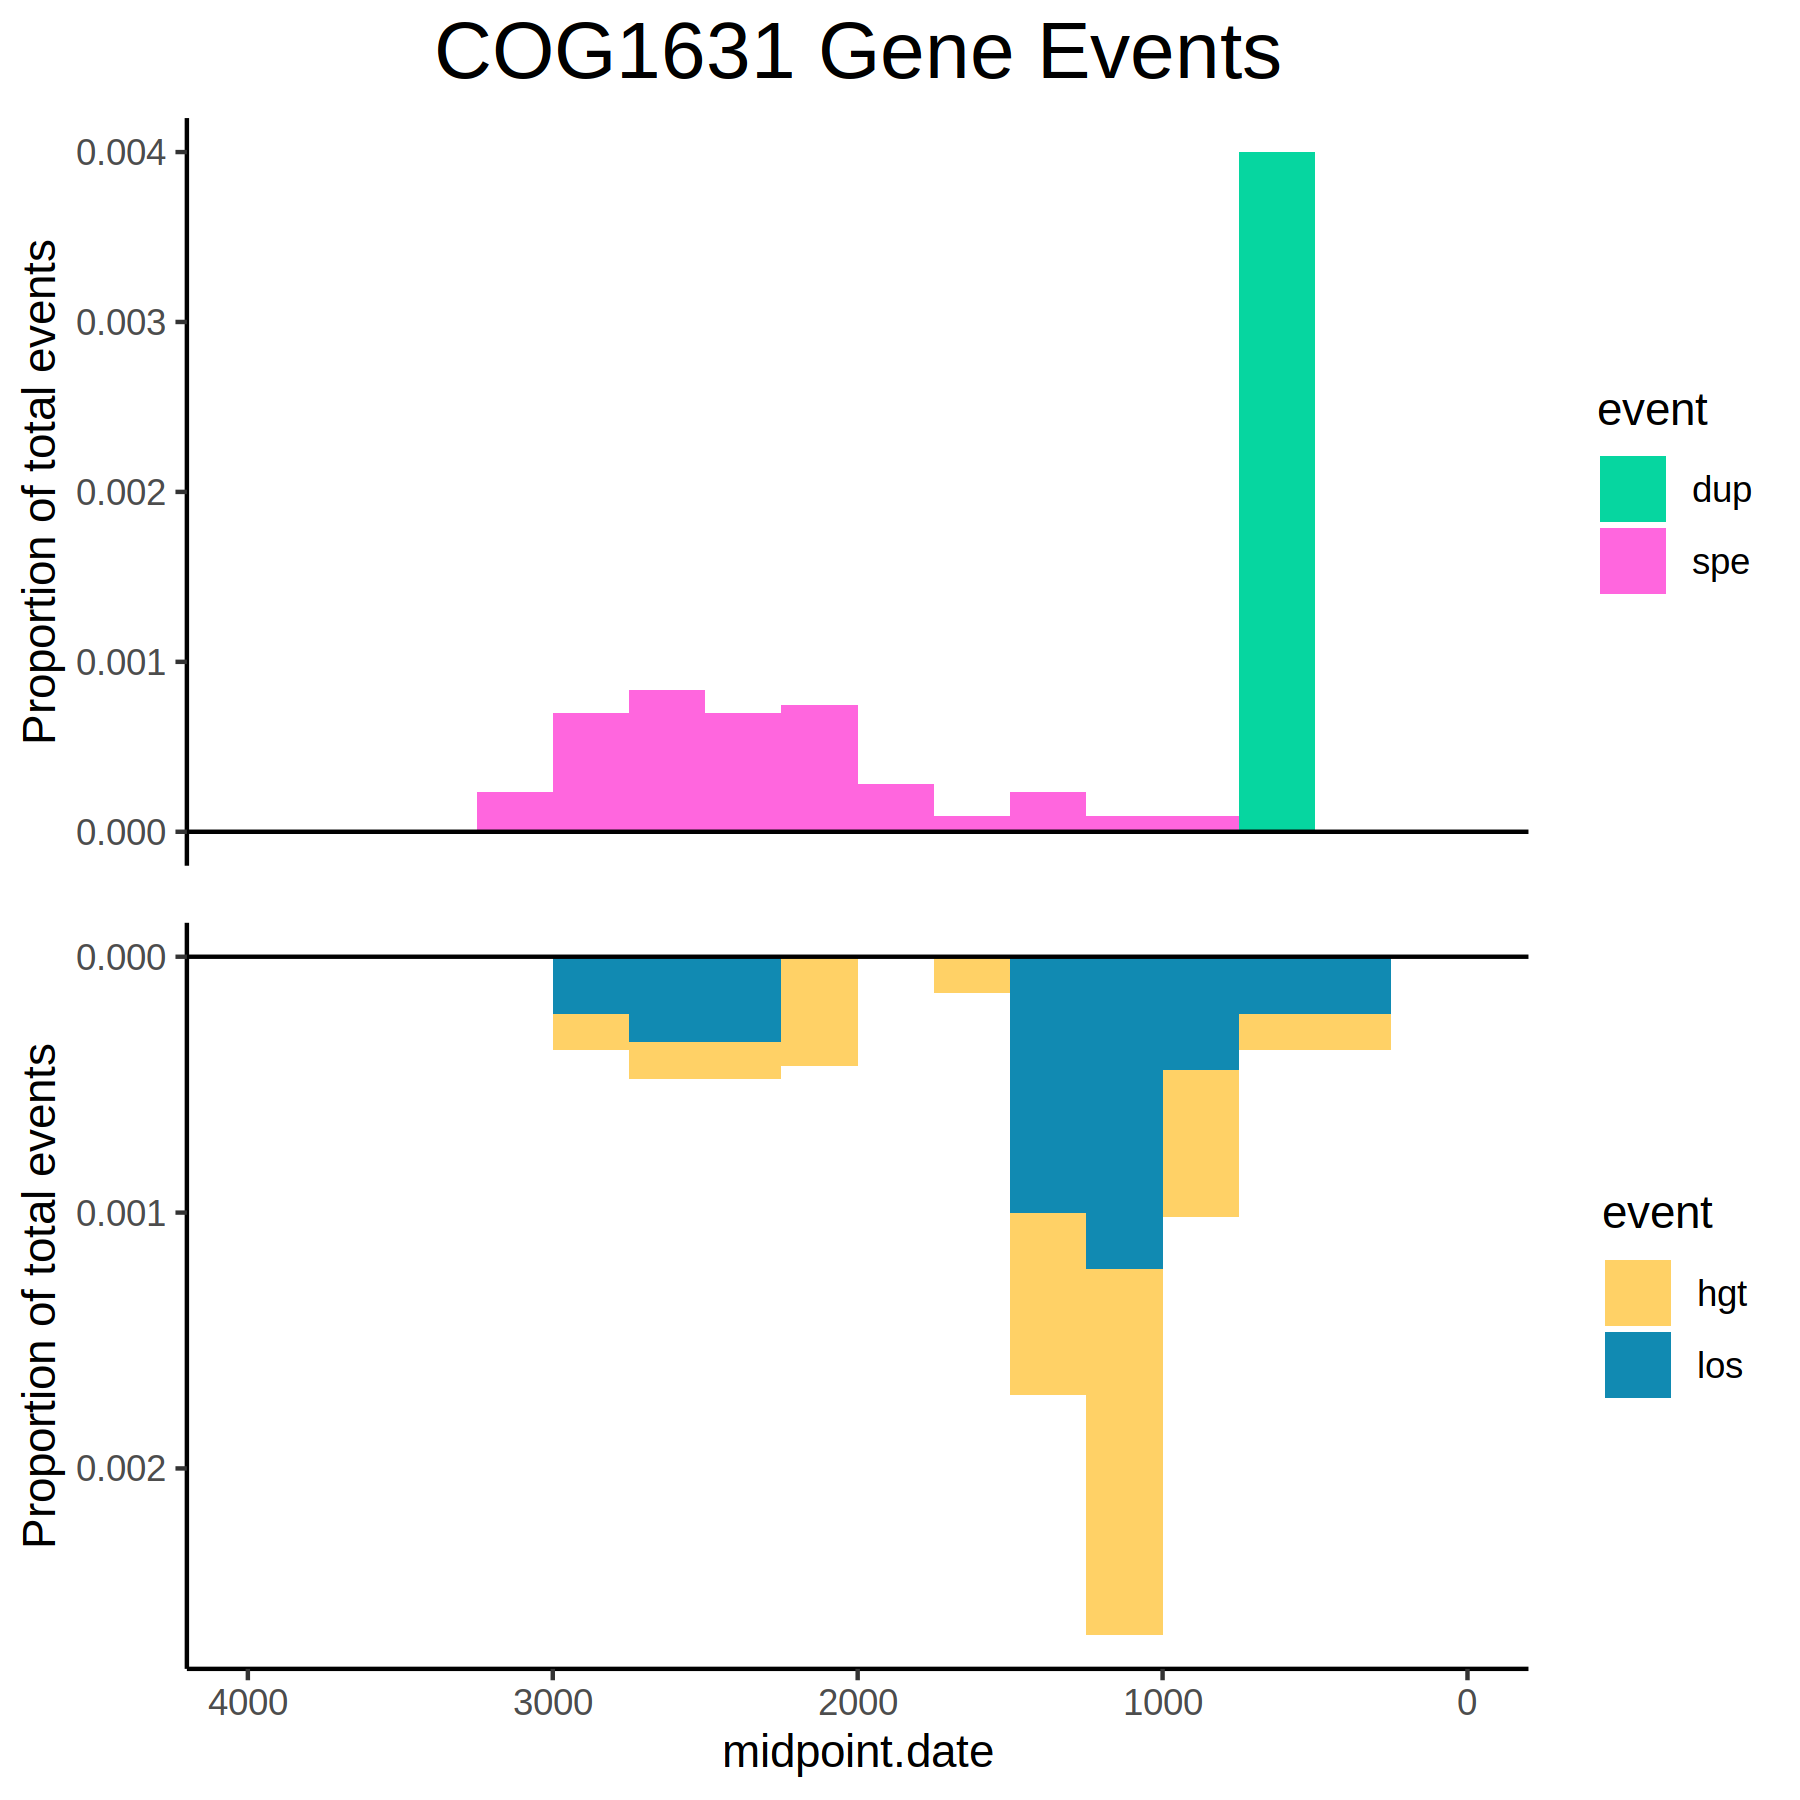 COG1631 Gene Events
Proportion of total events
0.004
0.003
0.002
0.001
0.000
event
dup
spe
Proportion of total events
0.000
0.001
0.002
event
hgt
los
4000 3000 2000 1000 0
midpoint.date